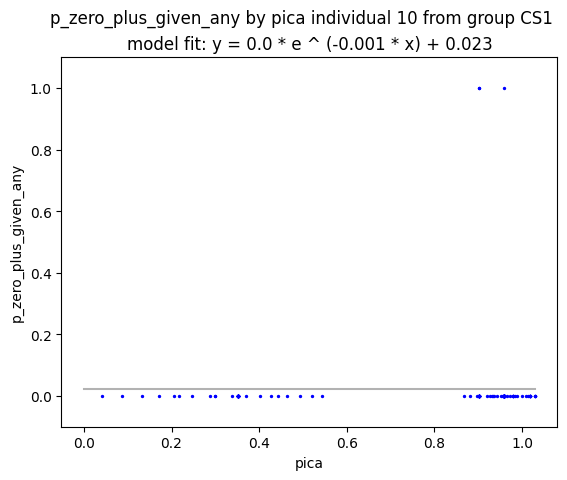 p_zero_plus_given_any by pica individual 10 from group CS1
model fit: y = 0.0 * e ^ (-0.001 * x) + 0.023
1.0
0.8
0.6
0.4
0.2
0.0
p_zero_plus_given_any
0.0 0.2 0.4 0.6 0.8 1.0
pica